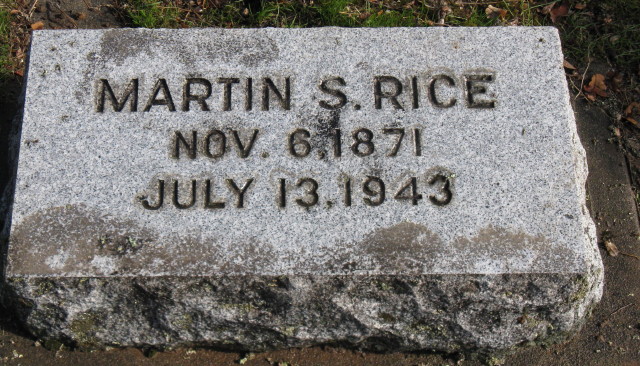 MARTIN S. RICE
NOV. 6, 1871
JULY 13, 1943